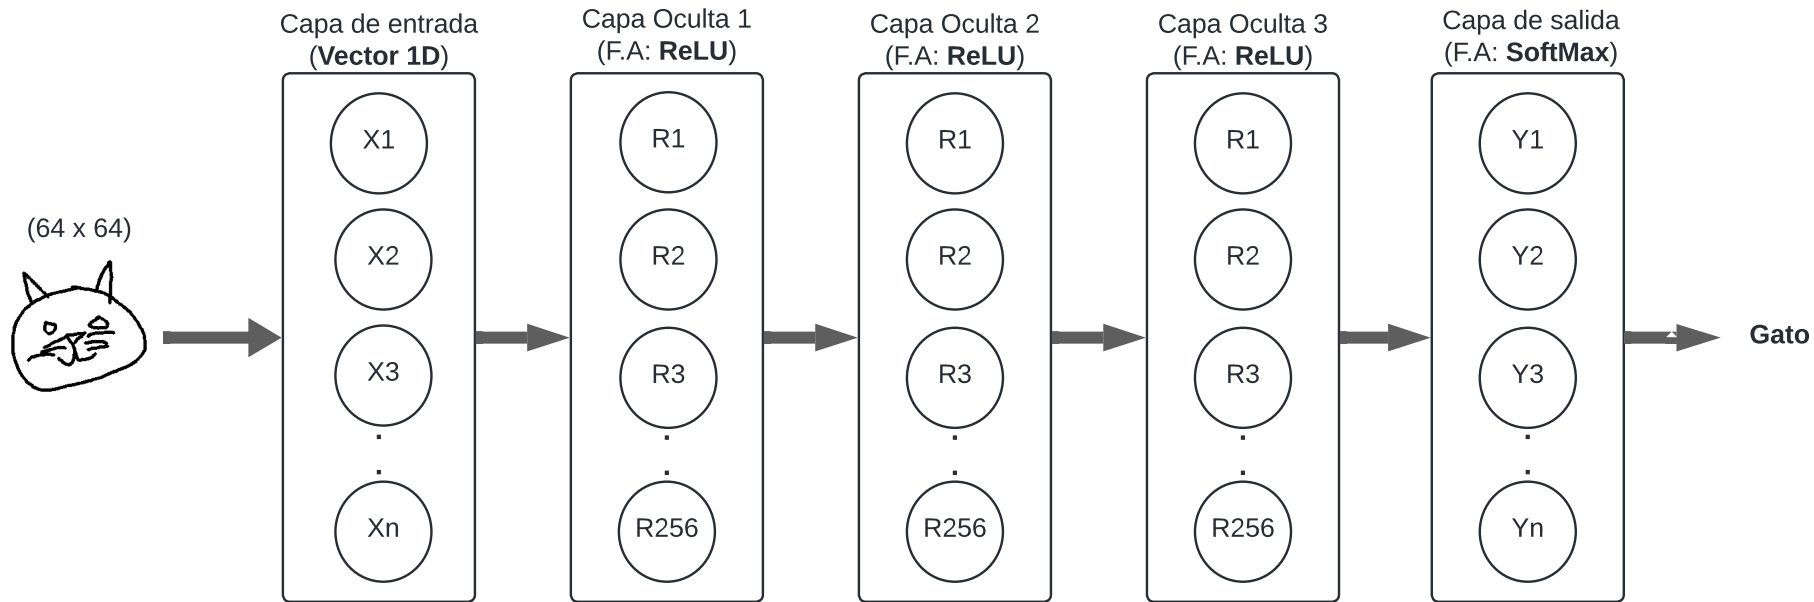 (64 x 64)
Capa de entrada
(Vector 1D)
X1
X2
X3
.
.
Xn
Capa Oculta 1
(F.A: ReLU)
R1
R2
R3
.
.
R256
Capa Oculta 2
(F.A: ReLU)
R1
R2
R3
.
.
R256
Capa Oculta 3
(F.A: ReLU)
R1
R2
R3
.
.
R256
Capa de salida
(F.A: SoftMax)
Y1
Y2
Y3
.
.
Yn
Gato